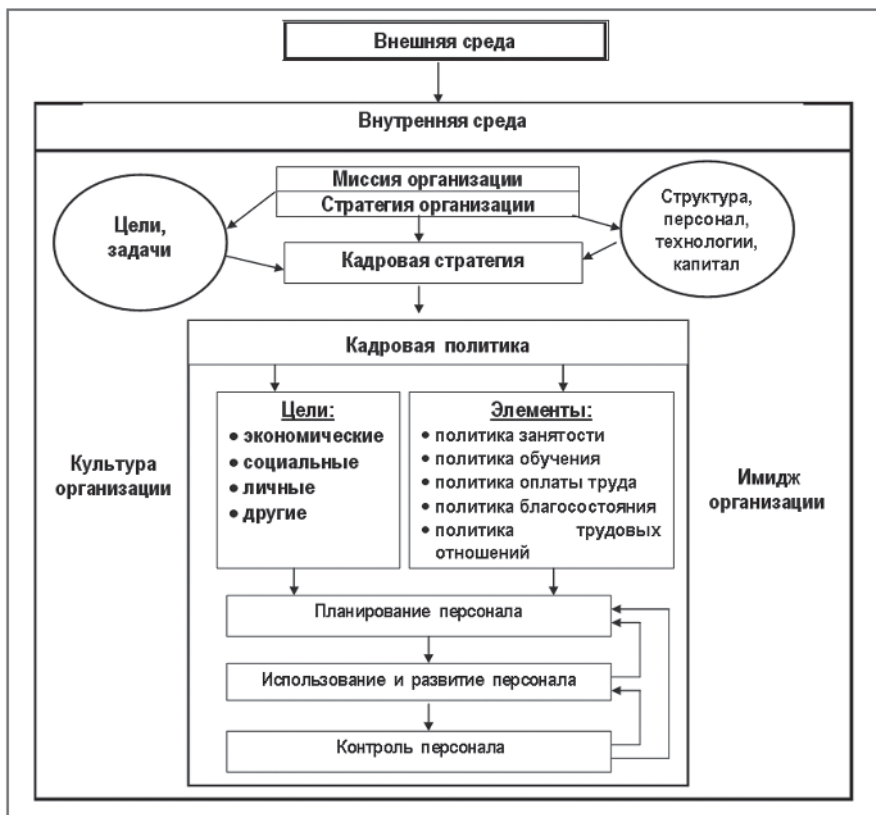 Внешняя среда
Внутренняя среда
Миссия организации
Стратегия организации
Цели,
задачи
Структура,
персонал,
технологии,
капитал
Кадровая стратегия
Кадровая политика
Цели:
● экономические
● социальные
● личные
● другие
Элементы:
● политика занятости
● политика обучения
● политика оплаты труда
● политика благосостояния
● политика трудовых
отношений
Культура
организации
Имидж
организации
Планирование персонала
Использование и развитие персонала
Контроль персонала